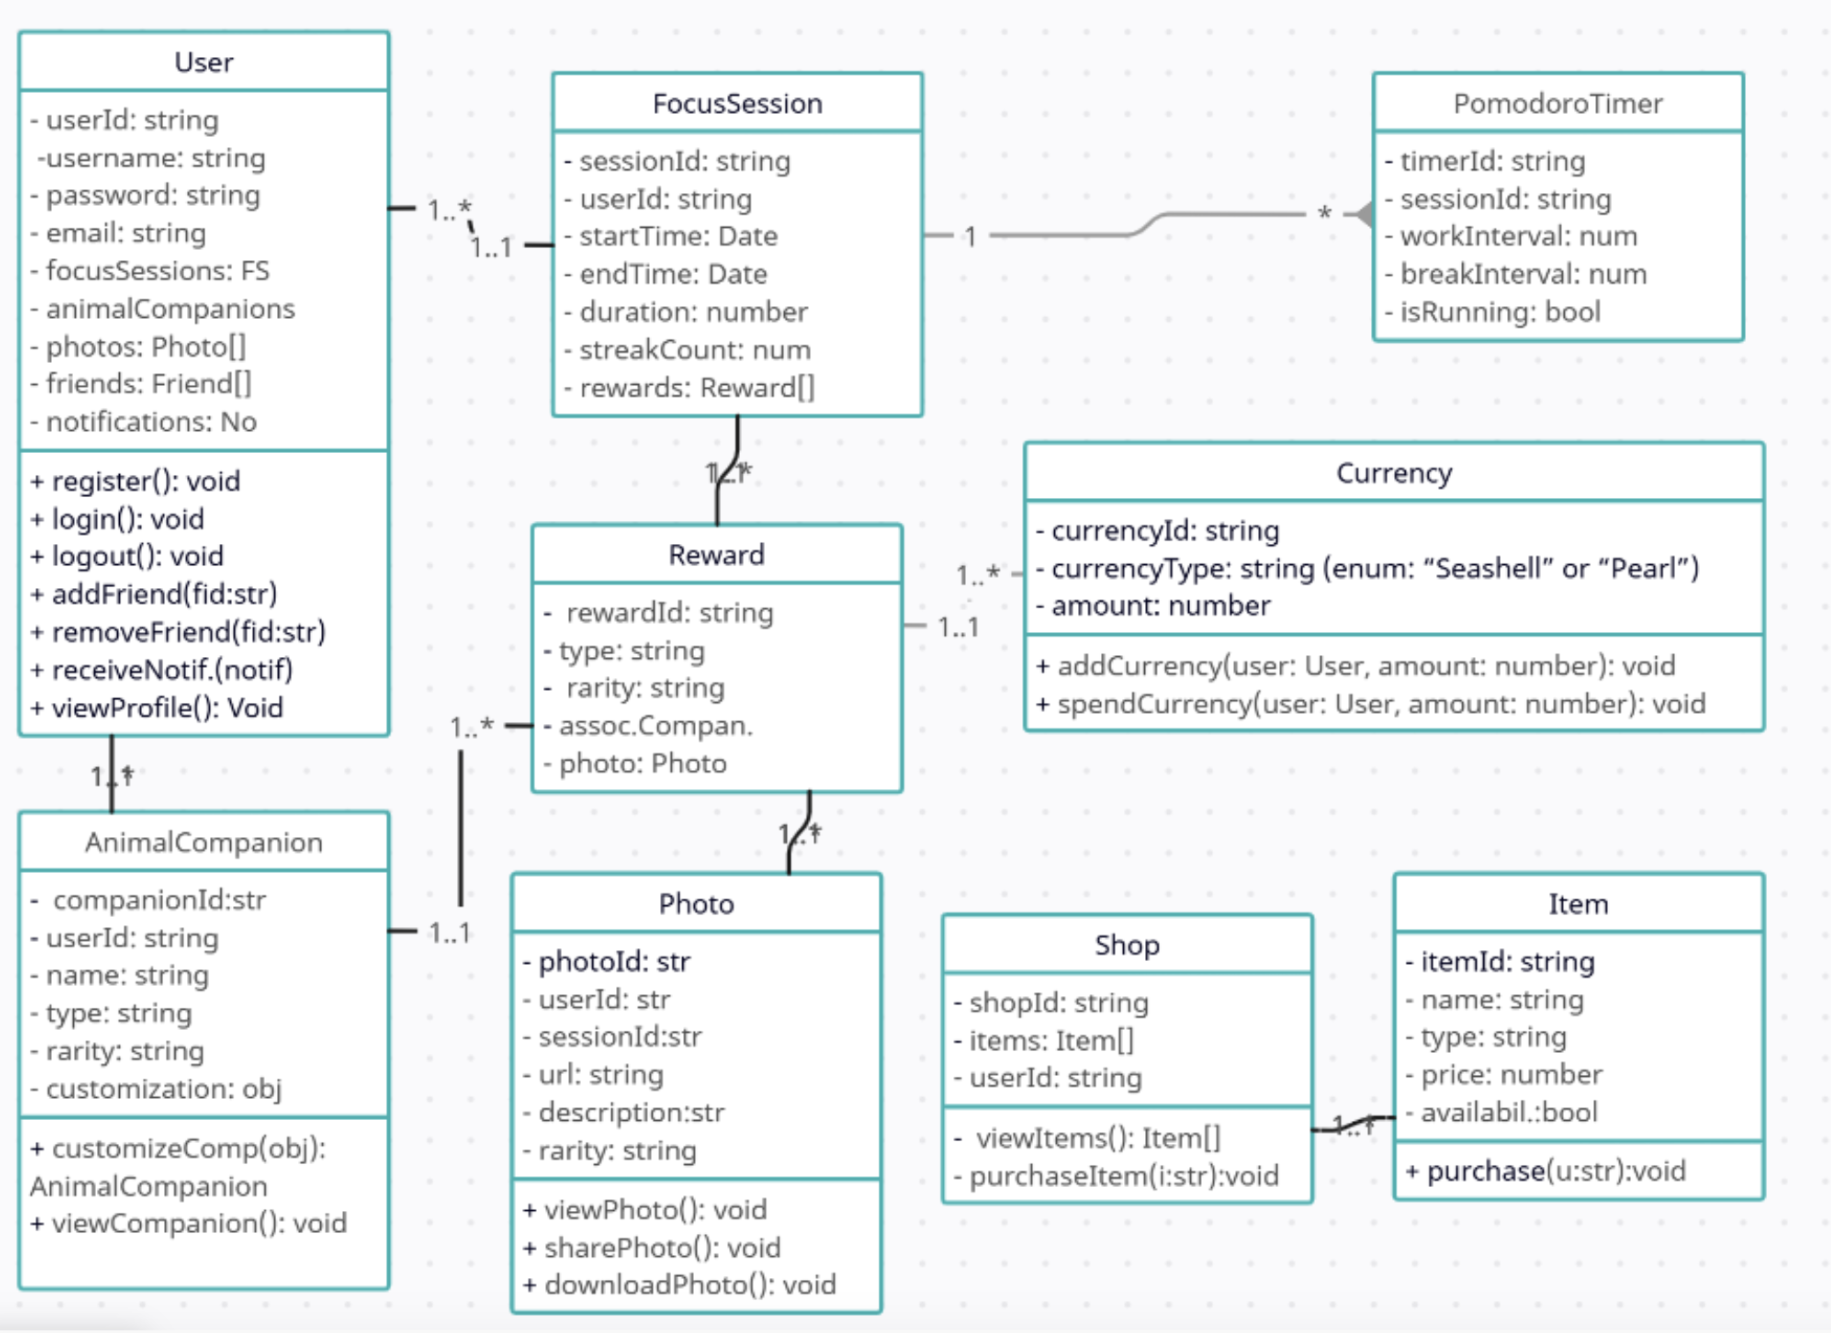 User
- userId: string
-username: string
- password: string
- email: string
- focusSessions: FS
- animalCompanions
- photos: Photo[]
- friends: Friend[]
- notifications: No
+ register(): void
+ login(): void
+ logout(): void
+ addFriend(fid:str)
+ removeFriend(fid:str)
+ receiveNotif.(notif)
+ viewProfile(): Void
1..*
1..1
FocusSession
- sessionId: string
- userId: string
- startTime: Date
- endTime: Date
- duration: number
- streakCount: num
- rewards: Reward[]
1
*
PomodoroTimer
- timerId: string
- sessionId: string
- workInterval: num
- breakInterval: num
- isRunning: bool
Reward
- rewardId: string
- type: string
- rarity: string
- assoc.Compan.
- photo: Photo
1..*
1..1
Currency
- currencyId: string
- currencyType: string (enum: “Seashell” or “Pearl”)
- amount: number
+ addCurrency(user: User, amount: number): void
+ spendCurrency(user: User, amount: number): void
1..*
1..1
AnimalCompanion
- companionId:str
- userId: string
- name: string
- type: string
- rarity: string
- customization: obj
+ customizeComp(obj):
AnimalCompanion
+ viewCompanion(): void
Photo
- photoId: str
- userId: str
- sessionId:str
- url: string
- description:str
- rarity: string
+ viewPhoto(): void
+ sharePhoto(): void
+ downloadPhoto(): void
Shop
- shopId: string
- items: Item[]
- userId: string
- viewItems(): Item[]
- purchaseItem(i:str):void
Item
- itemId: string
- name: string
- type: string
- price: number
- availabil.:bool
+ purchase(u:str):void